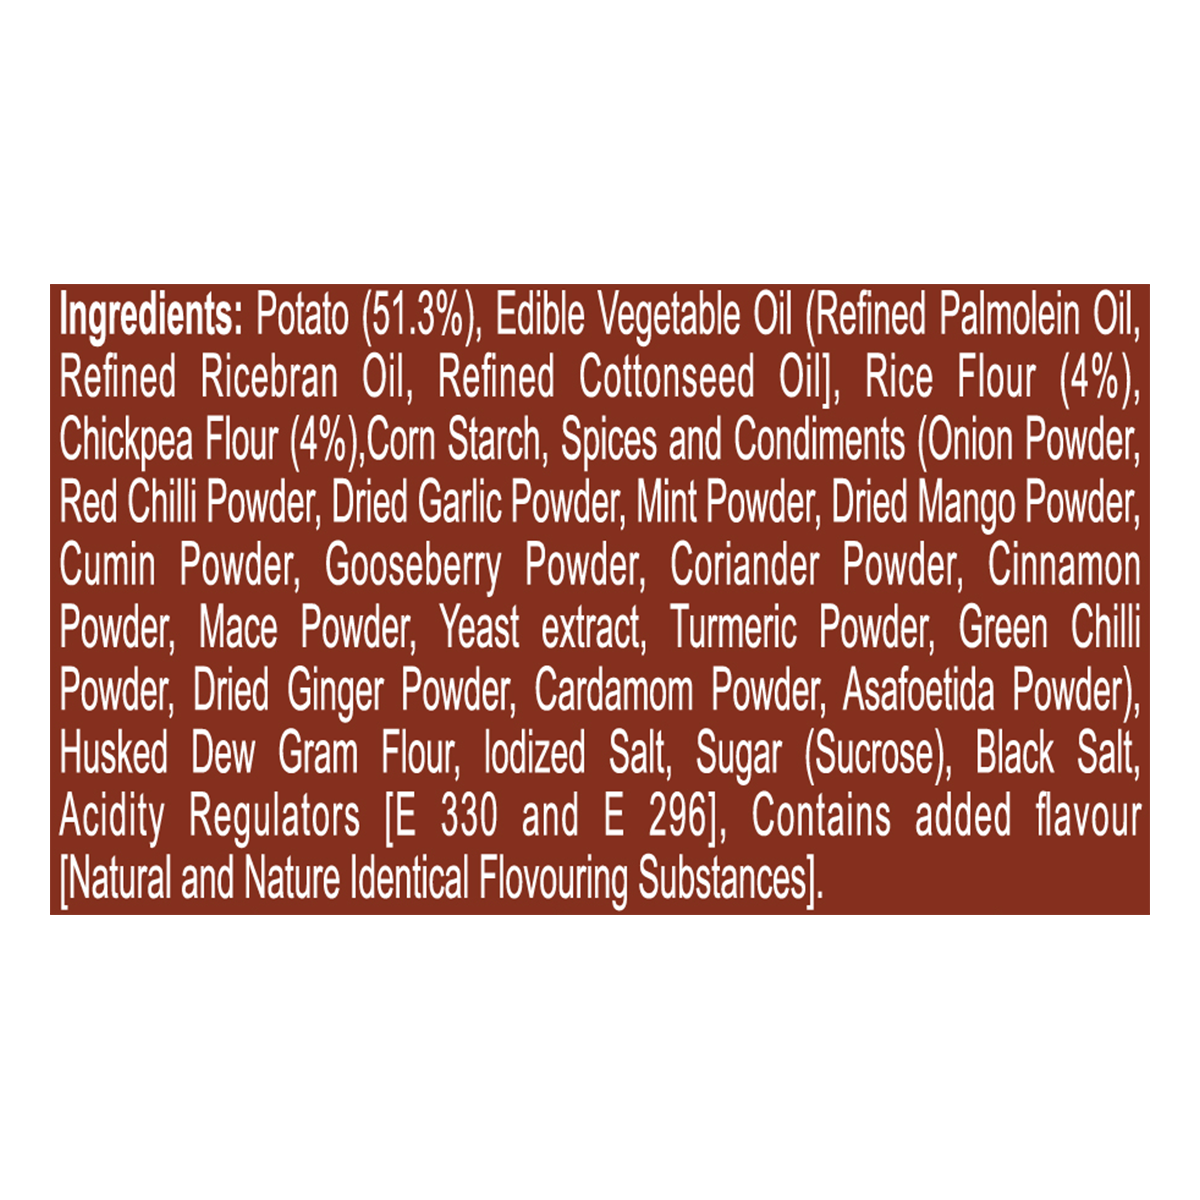 Ingredients: Potato (51.3%), Edible Vegetable Oil (Refined Palmolein Oil,
Refined Ricebran Oil, Refined Cottonseed Oil], Rice Flour (4%),
Chickpea Flour (4%),Corn Starch, Spices and Condiments (Onion Powder,
Red Chilli Powder, Dried Garlic Powder, Mint Powder, Dried Mango Powder,
Cumin Powder, Gooseberry Powder, Coriander Powder, Cinnamon
Powder, Mace Powder, Yeast extract, Turmeric Powder, Green Chilli
Powder, Dried Ginger Powder, Cardamom Powder, Asafoetida Powder),
Husked Dew Gram Flour, Iodized Salt, Sugar (Sucrose), Black Salt,
Acidity Regulators [E 330 and E 296], Contains added flavour
[Natural and Nature Identical Flovouring Substances].